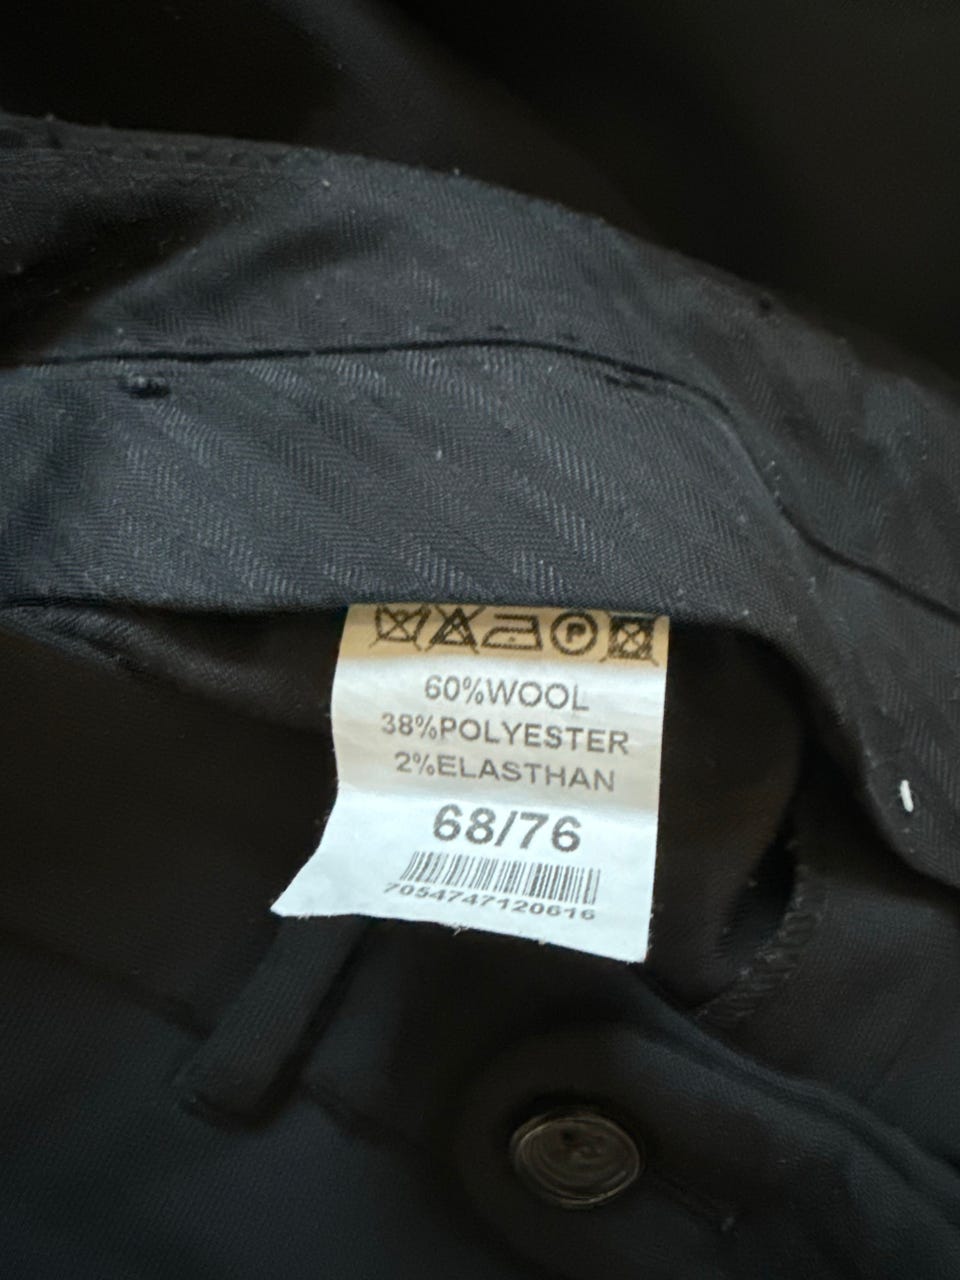 P
60%WOOL
38%POLYESTER
2%ELASTHAN
68/76
7054747120616